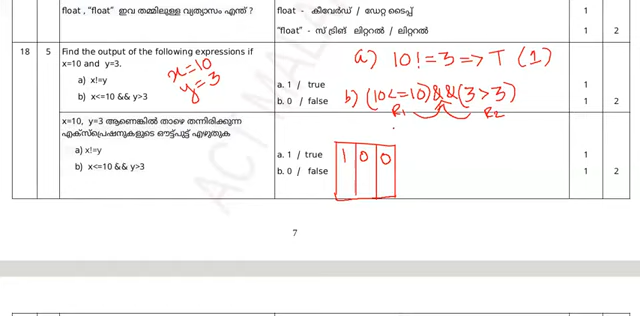 float , "float" ഇവ തമ്മിലുള്ള വ്യത്യാസം എന്ത് ?
float - കീവേർഡ് / ഡേറ്റ ടൈപ്പ് 1
"float" - സ്ട്രിങ് ലിറ്ററൽ / ലിറ്ററൽ 1 2
18 5 Find the output of the following expressions if
x=10 and y=3.
a) x!=y
b) x<=10 && y>3
x=10
y=3
a) 10!=3 => T (1)
a. 1 / true 1
b) (10<=10) && (3>3)
b. 0 / false 1 2
R1 R2
x=10, y=3 ആണെങ്കിൽ താഴെ തന്നിരിക്കുന്ന
എക്സ്പ്രെഷനുകളുടെ ഔട്ട്പുട്ട് എഴുതുക
a) x!=y
b) x<=10 && y>3
a. 1 / true 1
b. 0 / false 1 2
1 0 0
7